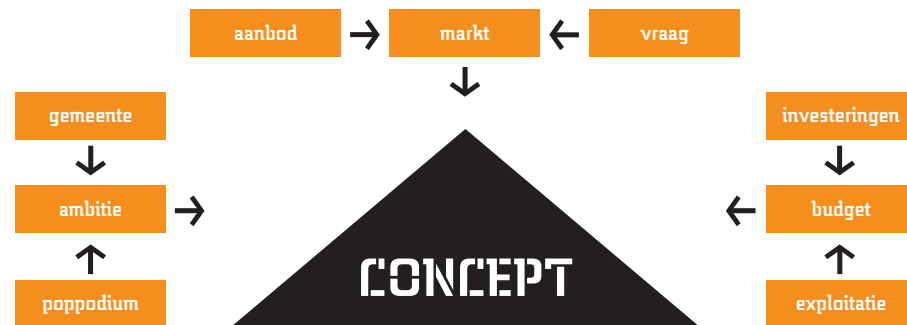 aanbod
markt
vraag
gemeente
investeringen
ambitie
budget
CONCEPT
poppodium
exploitatie